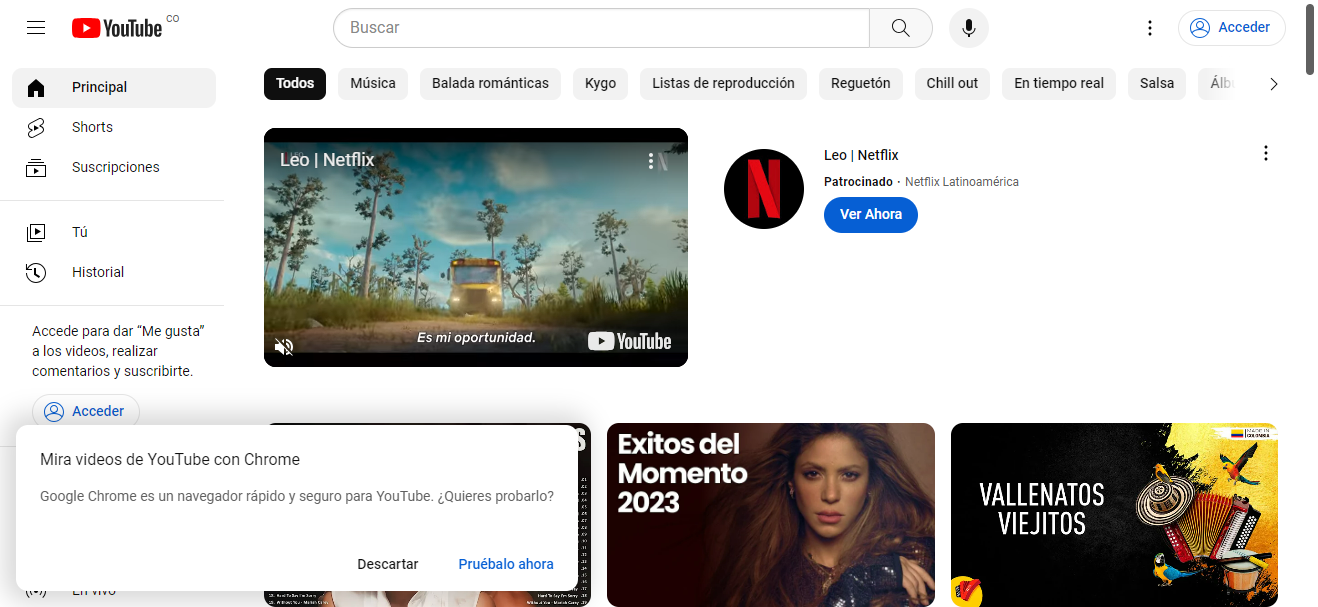 YouTube CO
Buscar
Acceder
Principal
Shorts
Suscripciones
Tú
Historial
Accede para dar “Me gusta”
a los videos, realizar
comentarios y suscribirte.
Acceder
Todos
Música
Balada románticas
Kygo
Listas de reproducción
Reguetón
Chill out
En tiempo real
Salsa
Leo | Netflix
Es mi oportunidad.
YouTube
Leo | Netflix
Patrocinado · Netflix Latinoamérica
Ver Ahora
Mira videos de YouTube con Chrome
Google Chrome es un navegador rápido y seguro para YouTube. ¿Quieres probarlo?
Descartar
Pruébalo ahora
En vivo
Exitos del
Momento
2023
MADE IN
COLOMBIA
VALLENATOS
VIEJITOS